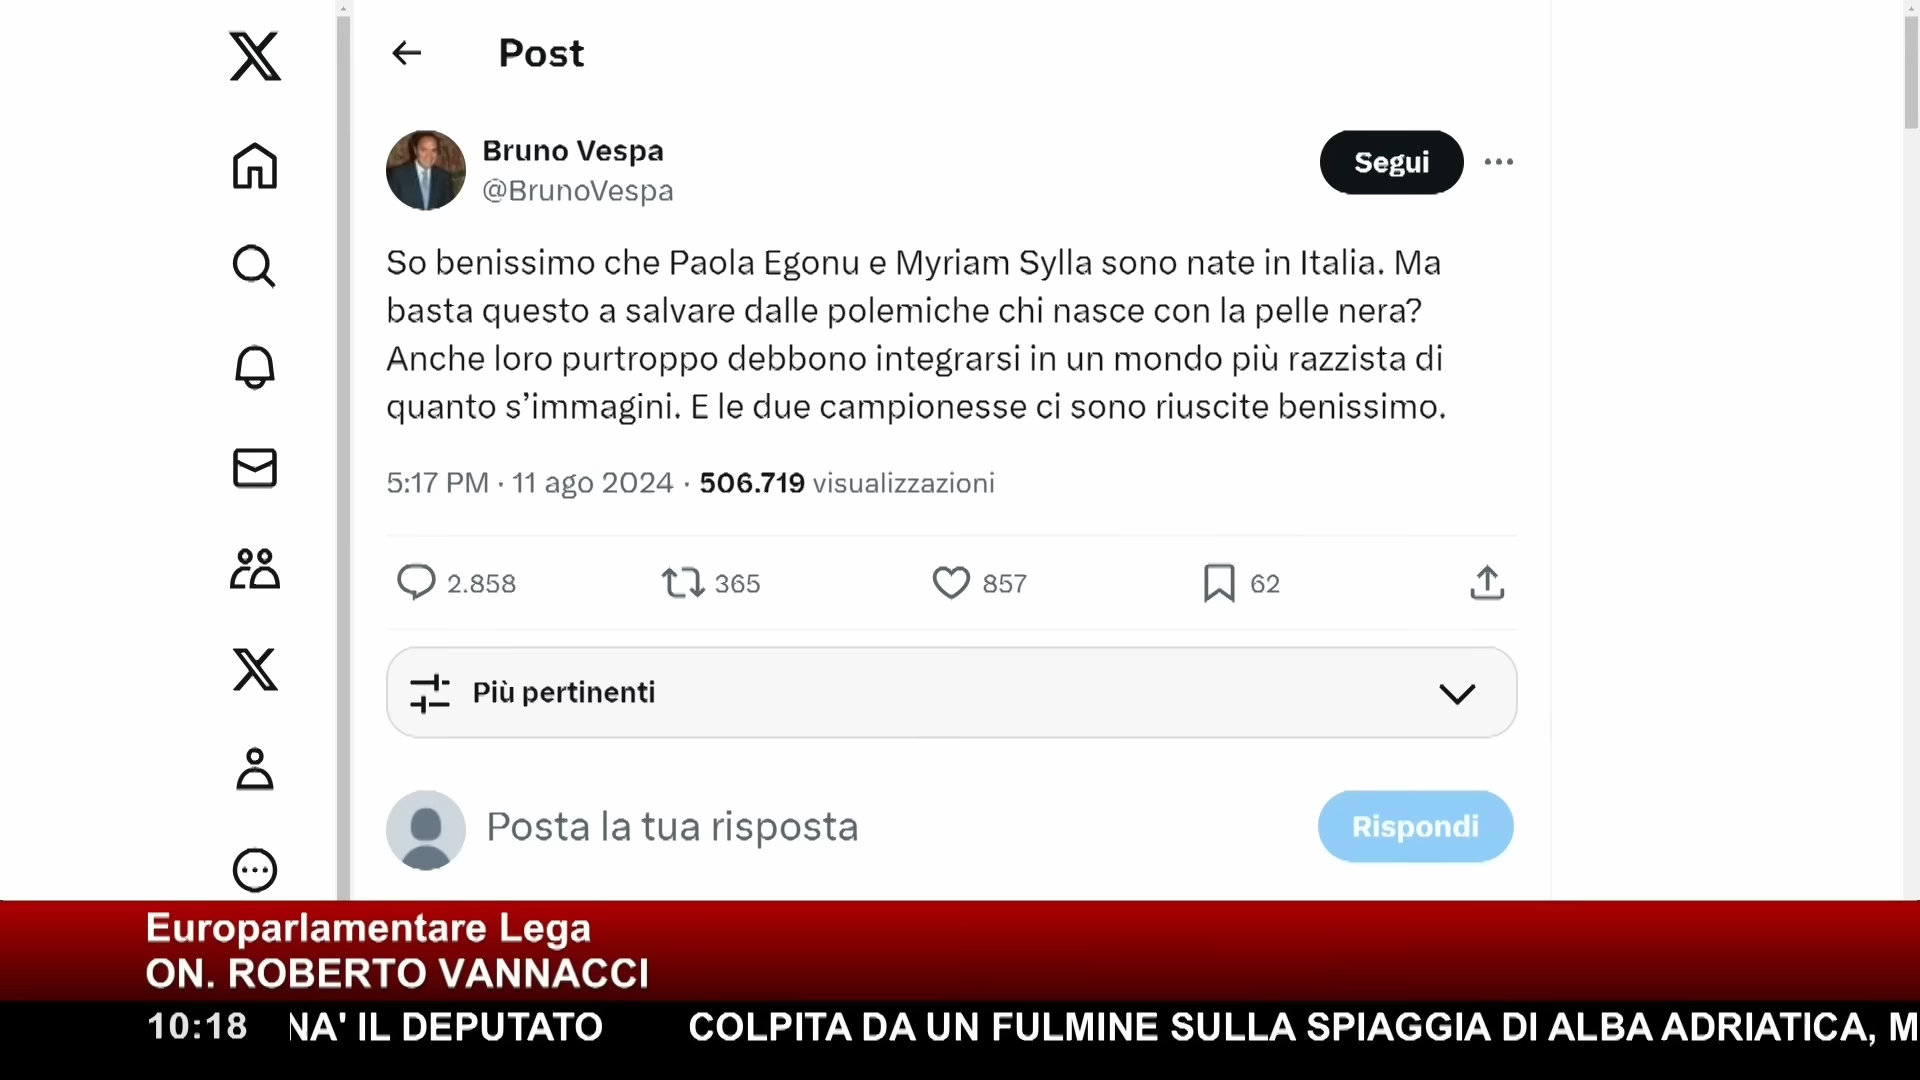 Post
Bruno Vespa
@BrunoVespa
Segui
So benissimo che Paola Egonu e Myriam Sylla sono nate in Italia. Ma
basta questo a salvare dalle polemiche chi nasce con la pelle nera?
Anche loro purtroppo debbono integrarsi in un mondo più razzista di
quanto s’immagini. E le due campionesse ci sono riuscite benissimo.
5:17 PM · 11 ago 2024 · 506.719 visualizzazioni
2.858 365 857 62
Più pertinenti
Posta la tua risposta
Rispondi
Europarlamentare Lega
ON. ROBERTO VANNACCI
10:18 NA' IL DEPUTATO COLPITA DA UN FULMINE SULLA SPIAGGIA DI ALBA ADRIATICA, M